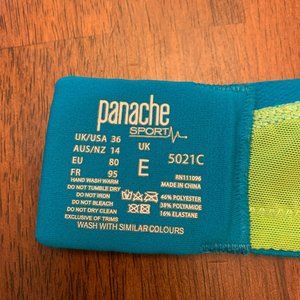 panache
SPORT
UK/USA 36 UK
AUS/NZ 14 E 5021C
EU 80
FR 95 RN111096
HAND WASH WARM MADE IN CHINA
DO NOT TUMBLE DRY
DO NOT IRON 46% POLYESTER
DO NOT BLEACH 38% POLYAMIDE
DO NOT DRY CLEAN 16% ELASTANE
EXCLUSIVE OF TRIMS
WASH WITH SIMILAR COLOURS